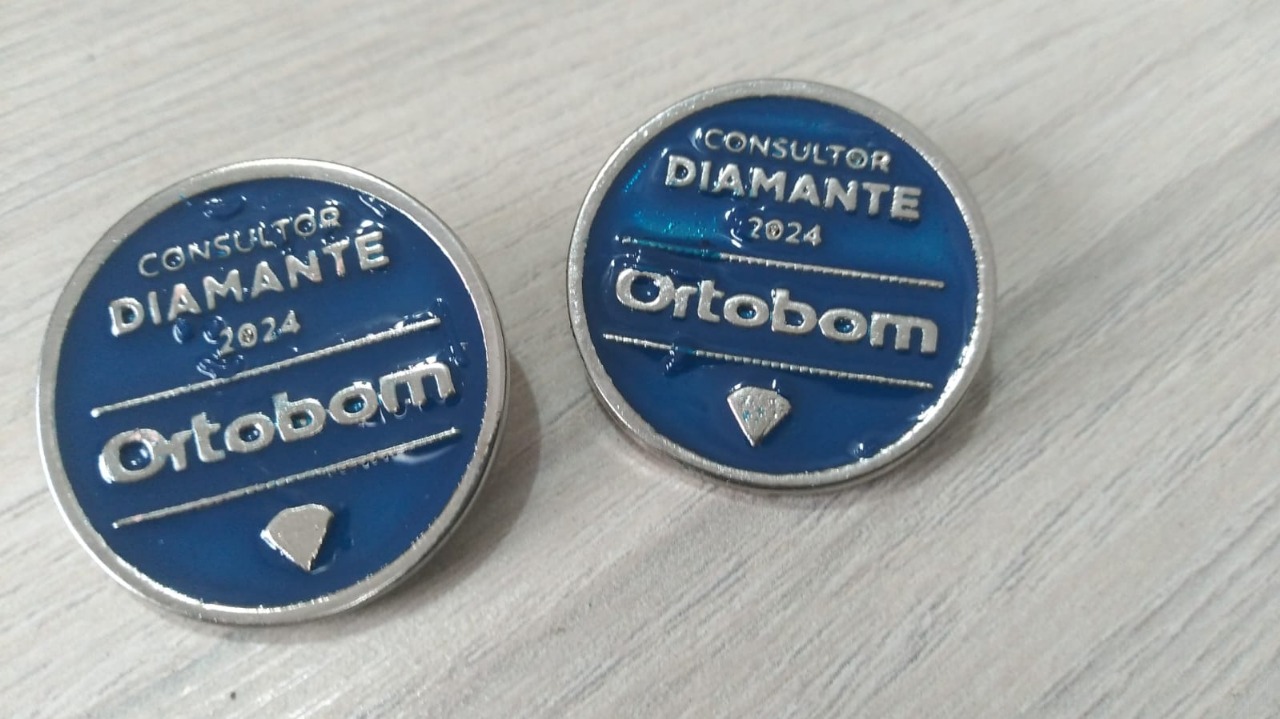 CONSULTOR
DIAMANTE
2024
Ortobom
CONSULTOR
DIAMANTE
2024
Ortobom